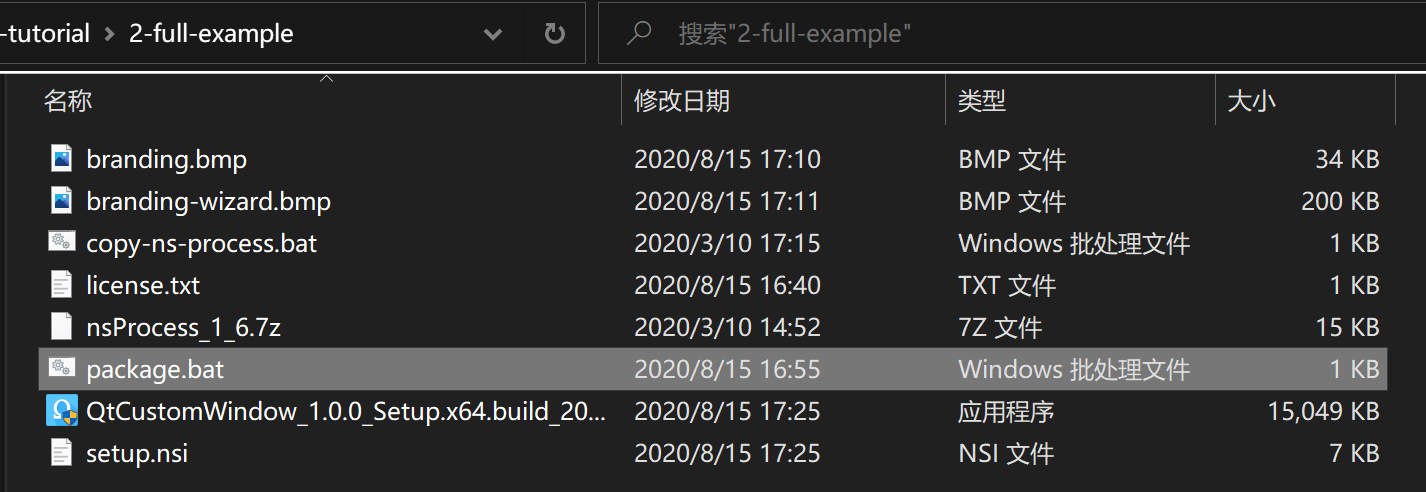 -tutorial > 2-full-example 搜索"2-full-example"
名称 修改日期 类型 大小
branding.bmp 2020/8/15 17:10 BMP 文件 34 KB
branding-wizard.bmp 2020/8/15 17:11 BMP 文件 200 KB
copy-ns-process.bat 2020/3/10 17:15 Windows 批处理文件 1 KB
license.txt 2020/8/15 16:40 TXT 文件 1 KB
nsProcess_1_6.7z 2020/3/10 14:52 7Z 文件 15 KB
package.bat 2020/8/15 16:55 Windows 批处理文件 1 KB
QtCustomWindow_1.0.0_Setup.x64.build_20... 2020/8/15 17:25 应用程序 15,049 KB
setup.nsi 2020/8/15 17:25 NSI 文件 7 KB